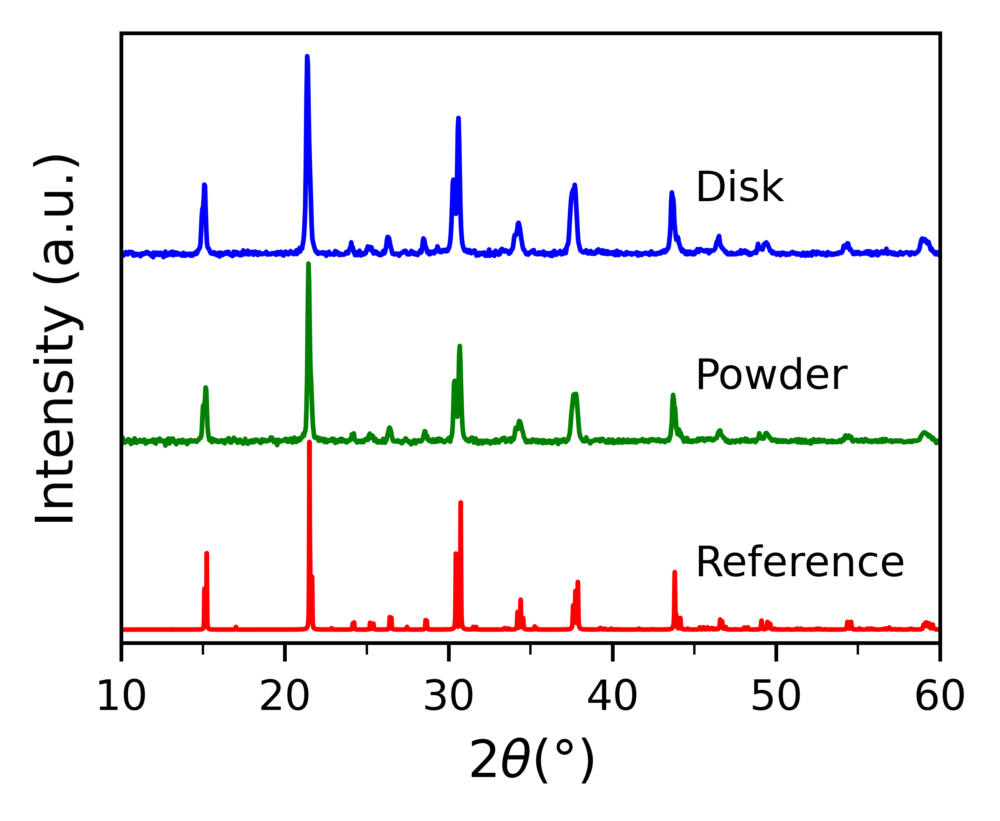 Intensity (a.u.)
Disk
Powder
Reference
10 20 30 40 50 60
2θ(°)